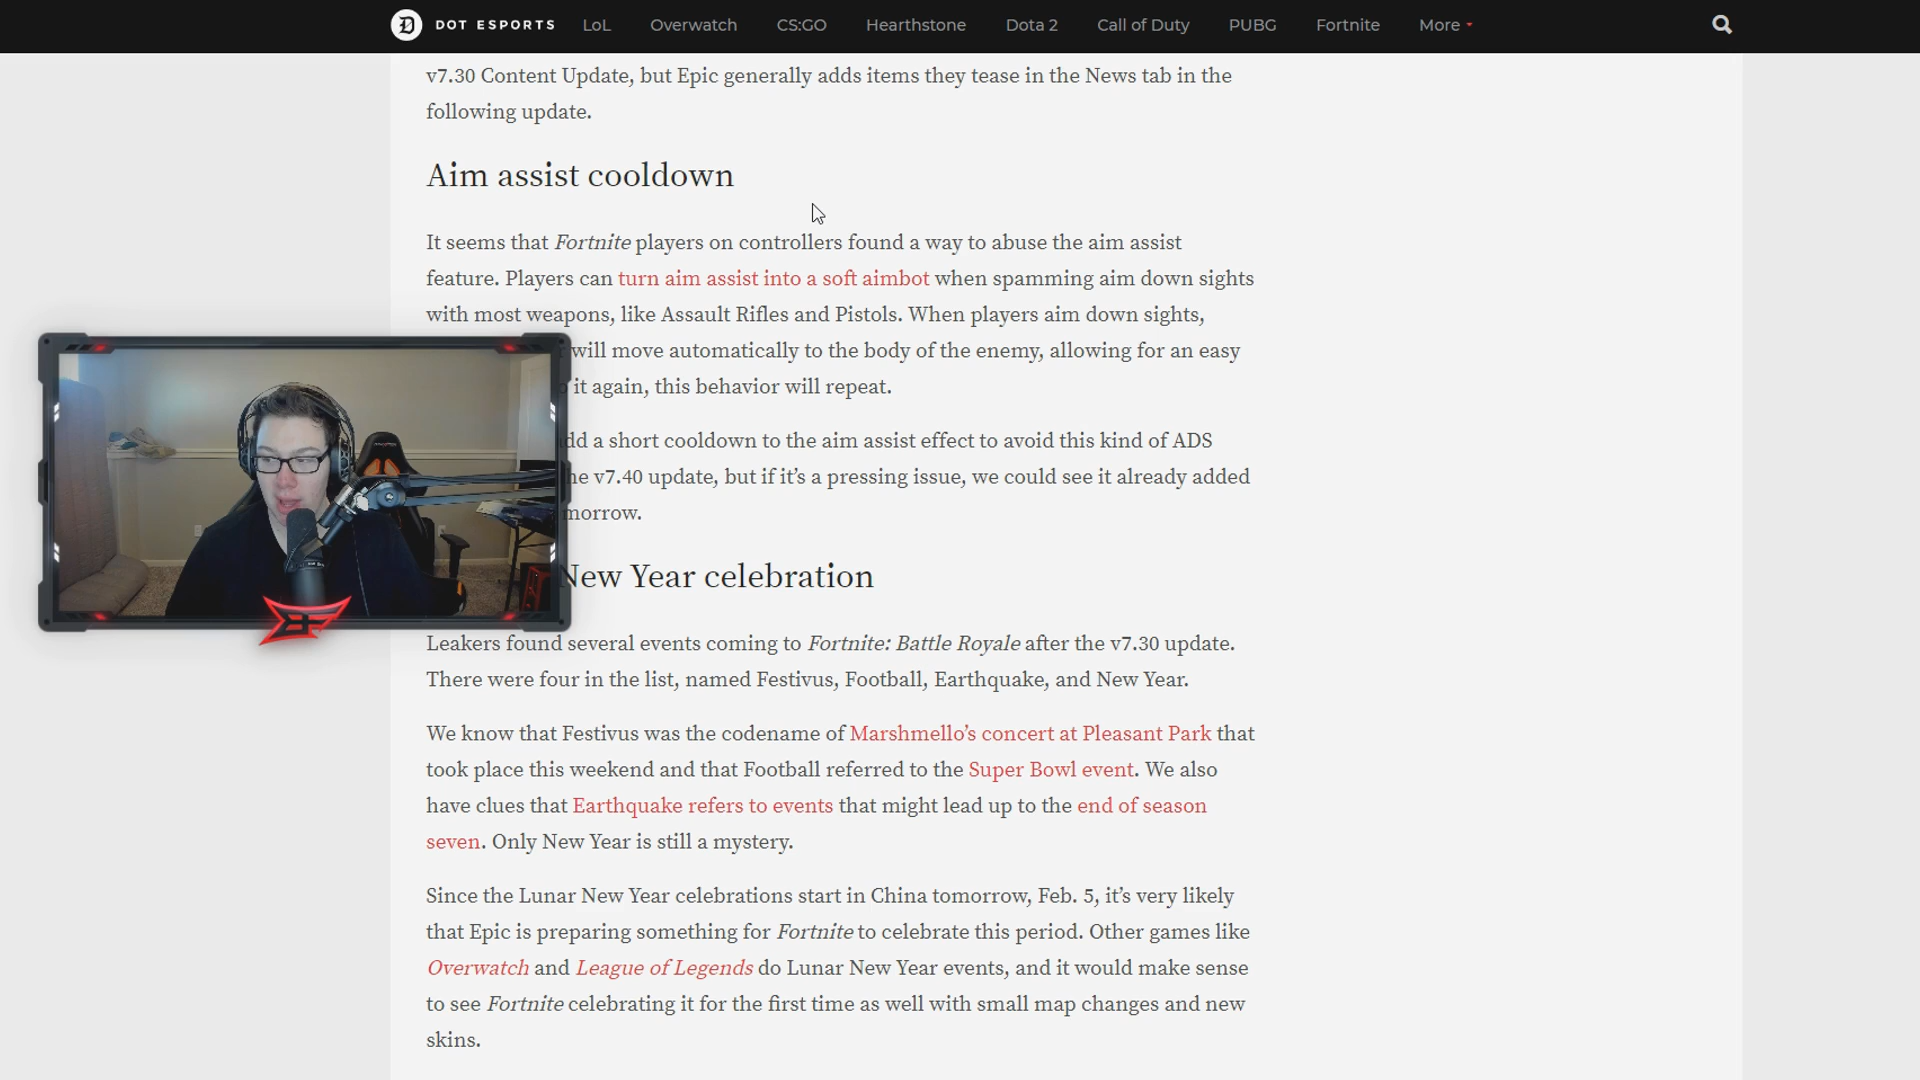 DOT ESPORTS LoL Overwatch CS:GO Hearthstone Dota 2 Call of Duty PUBG Fortnite More
v7.30 Content Update, but Epic generally adds items they tease in the News tab in the
following update.
Aim assist cooldown
It seems that Fortnite players on controllers found a way to abuse the aim assist
feature. Players can turn aim assist into a soft aimbot when spamming aim down sights
with most weapons, like Assault Rifles and Pistols. When players aim down sights,
will move automatically to the body of the enemy, allowing for an easy
it again, this behavior will repeat.
add a short cooldown to the aim assist effect to avoid this kind of ADS
he v7.40 update, but if it’s a pressing issue, we could see it already added
morrow.
New Year celebration
Leakers found several events coming to Fortnite: Battle Royale after the v7.30 update.
There were four in the list, named Festivus, Football, Earthquake, and New Year.
We know that Festivus was the codename of Marshmello’s concert at Pleasant Park that
took place this weekend and that Football referred to the Super Bowl event. We also
have clues that Earthquake refers to events that might lead up to the end of season
seven. Only New Year is still a mystery.
Since the Lunar New Year celebrations start in China tomorrow, Feb. 5, it’s very likely
that Epic is preparing something for Fortnite to celebrate this period. Other games like
Overwatch and League of Legends do Lunar New Year events, and it would make sense
to see Fortnite celebrating it for the first time as well with small map changes and new
skins.